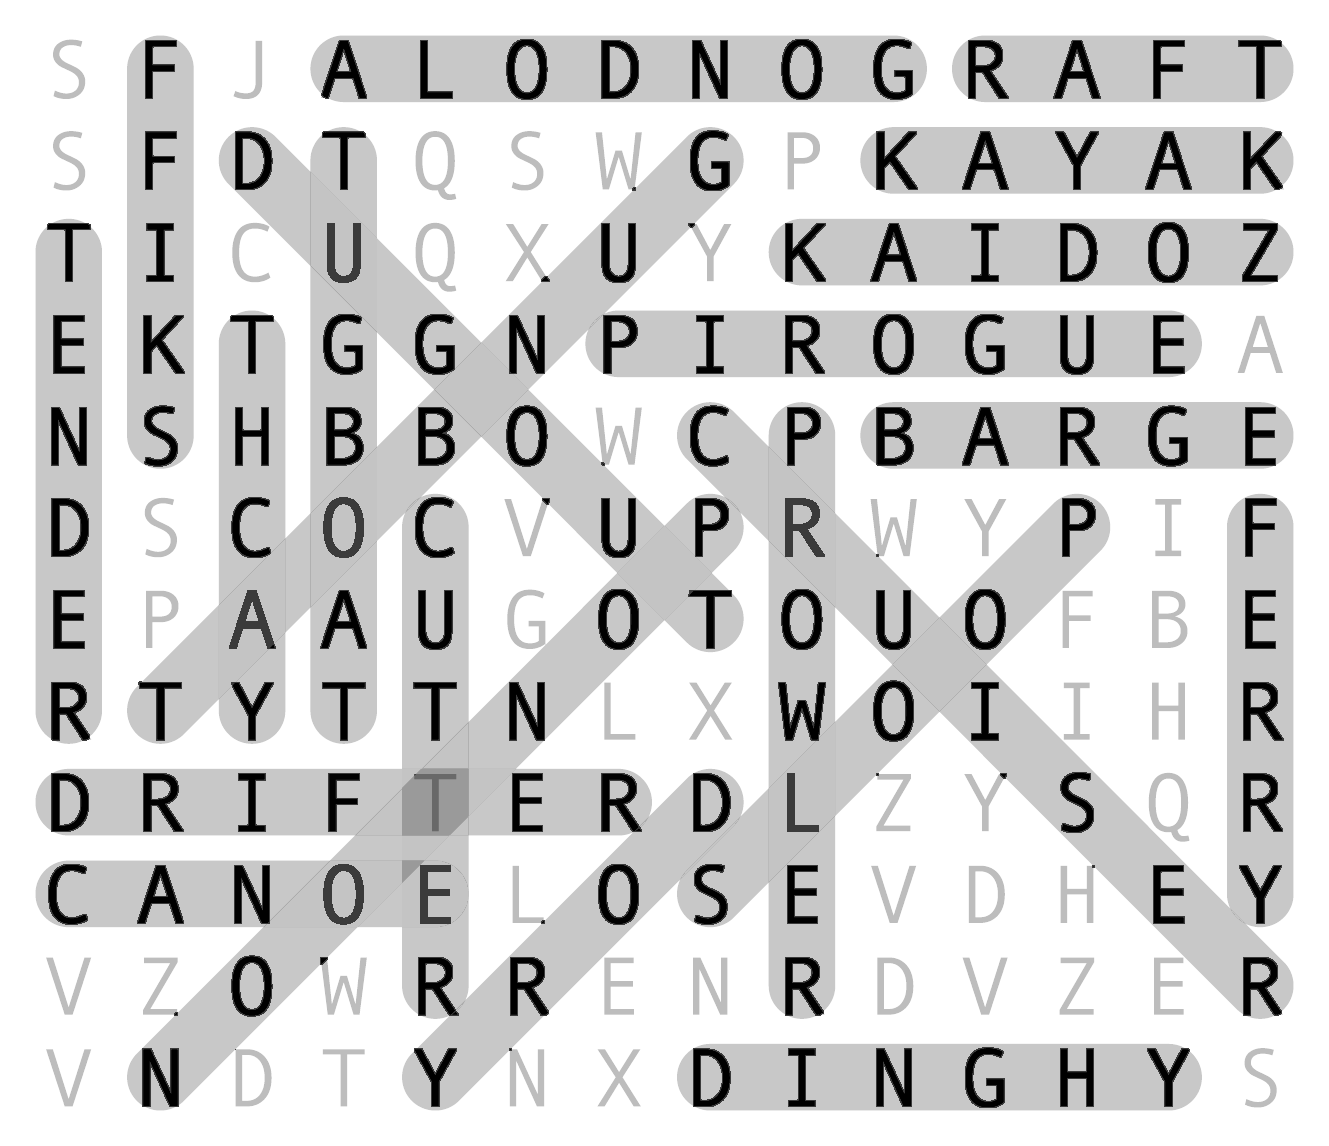 S F J A L O D N O G R A F T
S F D T Q S W G P K A Y A K
T I C U Q X U Y K A I D O Z
E K T G G N P I R O G U E A
N S H B B O W C P B A R G E
D S C O C V U P R W Y P I F
E P A A U G O T O U O F B E
R T Y T T N L X W O I I H R
D R I F T E R D L Z Y S Q R
C A N O E L O S E V D H E Y
V Z O W R R E N R D V Z E R
V N D T Y N X D I N G H Y S